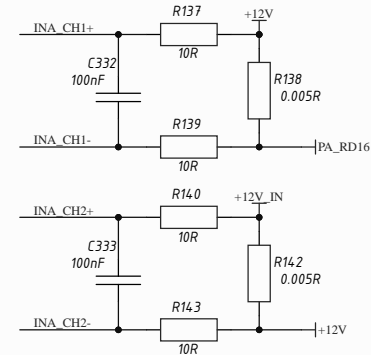 R137
+12V
INA_CH1+
10R
C332
100nF
R138
0.005R
R139
INA_CH1-
PA_RD16
10R
R140
+12V_IN
INA_CH2+
10R
C333
100nF
R142
0.005R
R143
INA_CH2-
+12V
10R